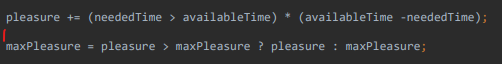 pleasure += (neededTime > availableTime) * (availableTime -neededTime);
maxPleasure = pleasure > maxPleasure ? pleasure : maxPleasure;